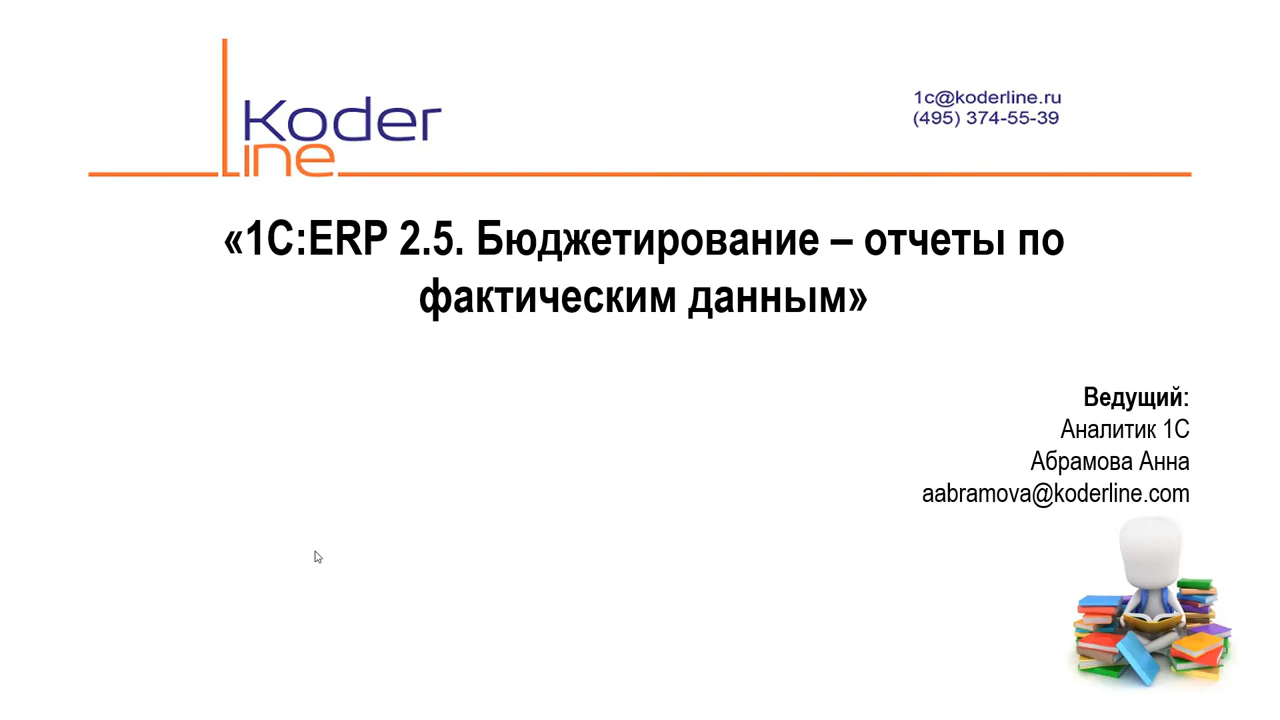 Koder
Line
1c@koderline.ru
(495) 374-55-39
«1С:ERP 2.5. Бюджетирование – отчеты по
фактическим данным»
Ведущий:
Аналитик 1С
Абрамова Анна
aabramova@koderline.com